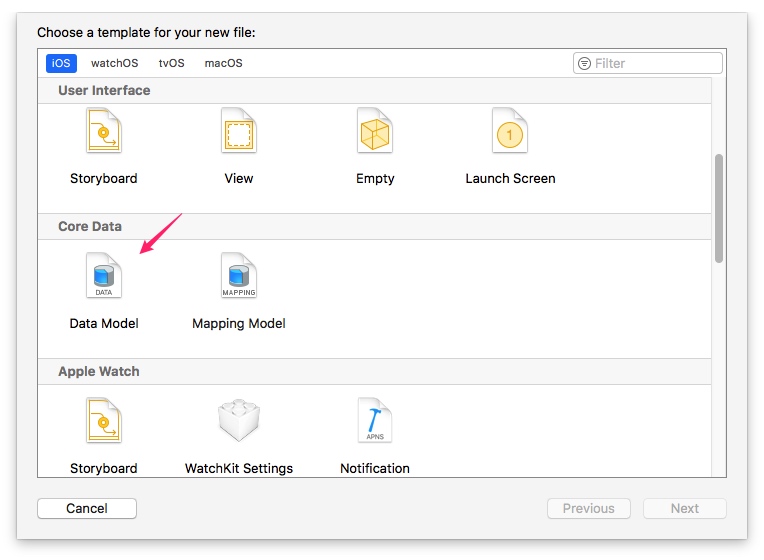 Choose a template for your new file:
iOS watchOS tvOS macOS Filter
User Interface
1
Storyboard View Empty Launch Screen
Core Data
DATA MAPPING
Data Model Mapping Model
Apple Watch
APNS
Storyboard WatchKit Settings Notification
Cancel Previous Next